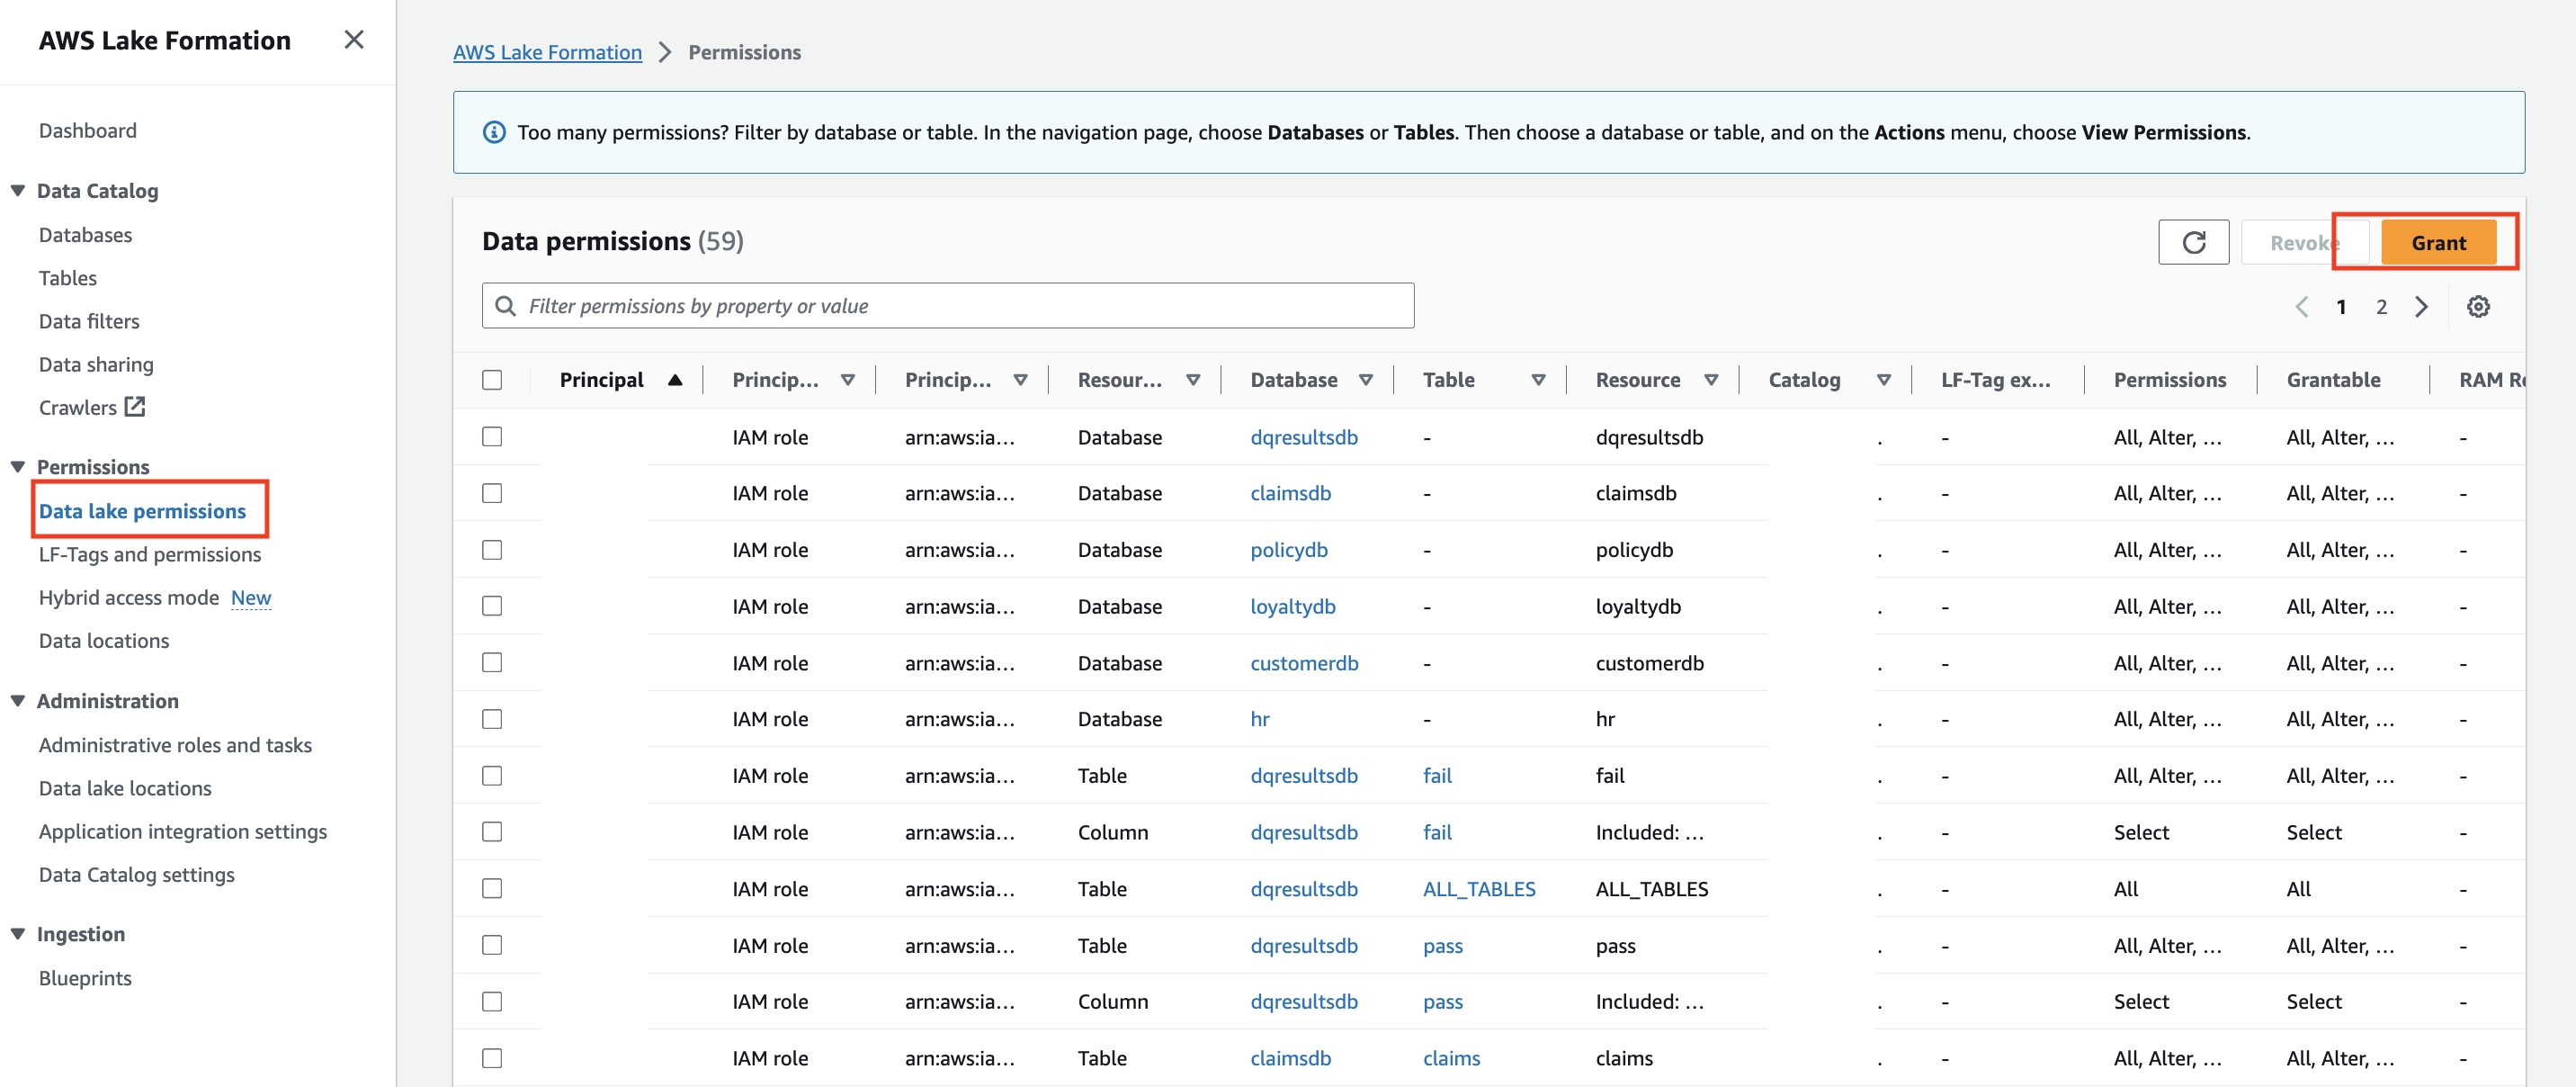 AWS Lake Formation
Dashboard
Data Catalog
Databases
Tables
Data filters
Data sharing
Crawlers
Permissions
Data lake permissions
LF-Tags and permissions
Hybrid access mode New
Data locations
Administration
Administrative roles and tasks
Data lake locations
Application integration settings
Data Catalog settings
Ingestion
Blueprints
AWS Lake Formation > Permissions
Too many permissions? Filter by database or table. In the navigation page, choose Databases or Tables. Then choose a database or table, and on the Actions menu, choose View Permissions.
Data permissions (59)
Revoke Grant
Filter permissions by property or value
1 2
Principal Princip... Princip... Resour... Database Table Resource Catalog LF-Tag ex... Permissions Grantable RAM Re
IAM role arn:aws:ia... Database dqresultsdb - dqresultsdb . - All, Alter, ... All, Alter, ... -
IAM role arn:aws:ia... Database claimsdb - claimsdb . - All, Alter, ... All, Alter, ... -
IAM role arn:aws:ia... Database policydb - policydb . - All, Alter, ... All, Alter, ... -
IAM role arn:aws:ia... Database loyaltydb - loyaltydb . - All, Alter, ... All, Alter, ... -
IAM role arn:aws:ia... Database customerdb - customerdb . - All, Alter, ... All, Alter, ... -
IAM role arn:aws:ia... Database hr - hr . - All, Alter, ... All, Alter, ... -
IAM role arn:aws:ia... Table dqresultsdb fail fail . - All, Alter, ... All, Alter, ... -
IAM role arn:aws:ia... Column dqresultsdb fail Included: ... . - Select Select -
IAM role arn:aws:ia... Table dqresultsdb ALL_TABLES ALL_TABLES . - All All -
IAM role arn:aws:ia... Table dqresultsdb pass pass . - All, Alter, ... All, Alter, ... -
IAM role arn:aws:ia... Column dqresultsdb pass Included: ... . - Select Select -
IAM role arn:aws:ia... Table claimsdb claims claims . - All, Alter, ... All, Alter, ... -